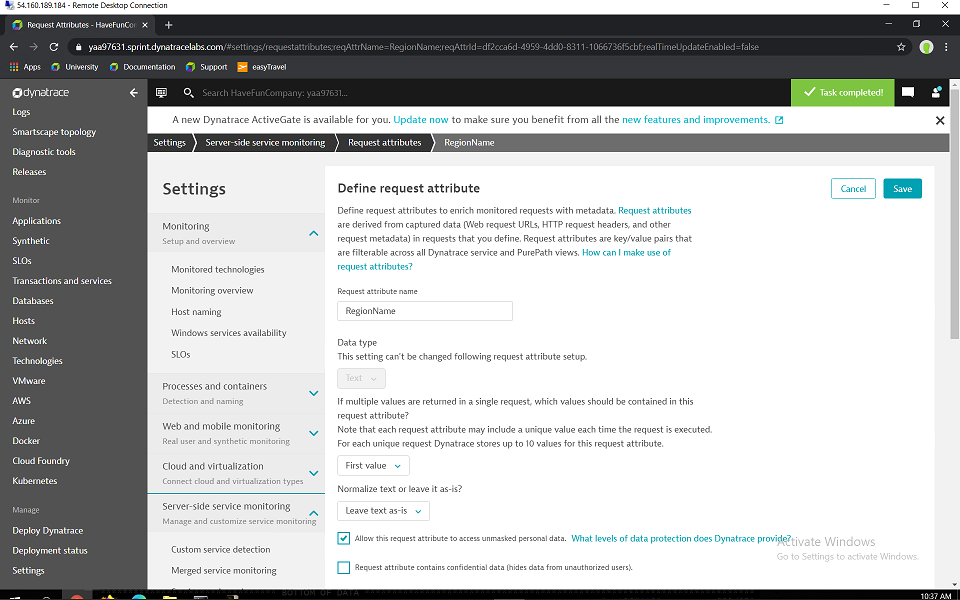 54.160.189.184 - Remote Desktop Connection
Request Attributes - HaveFunCor
yaa97631.sprint.dynatracelabs.com/#settings/requestattributes;reqAttrName=RegionName;reqAttrId=df2cca6d-4959-4dd0-8311-1066736f5cbf;realTimeUpdateEnabled=false
Apps University Documentation Support easyTravel
dynatrace
Search HaveFunCompany: yaa97631...
Task completed!
A new Dynatrace ActiveGate is available for you. Update now to make sure you benefit from all the new features and improvements.
Settings Server-side service monitoring Request attributes RegionName
Logs
Smartscape topology
Diagnostic tools
Releases
Monitor
Applications
Synthetic
SLOs
Transactions and services
Databases
Hosts
Network
Technologies
VMware
AWS
Azure
Docker
Cloud Foundry
Kubernetes
Manage
Deploy Dynatrace
Deployment status
Settings
Settings
Monitoring
Setup and overview
Monitored technologies
Monitoring overview
Host naming
Windows services availability
SLOs
Processes and containers
Detection and naming
Web and mobile monitoring
Real user and synthetic monitoring
Cloud and virtualization
Connect cloud and virtualization types
Server-side service monitoring
Manage and customize service monitoring
Custom service detection
Merged service monitoring
Define request attribute
Cancel Save
Define request attributes to enrich monitored requests with metadata. Request attributes
are derived from captured data (Web request URLs, HTTP request headers, and other
request metadata) in requests that you define. Request attributes are key/value pairs that
are filterable across all Dynatrace service and PurePath views. How can I make use of
request attributes?
Request attribute name
RegionName
Data type
This setting can't be changed following request attribute setup.
Text
If multiple values are returned in a single request, which values should be contained in this
request attribute?
Note that each request attribute may include a unique value each time the request is executed.
For each unique request Dynatrace stores up to 10 values for this request attribute.
First value
Normalize text or leave it as-is?
Leave text as-is
Allow this request attribute to access unmasked personal data. What levels of data protection does Dynatrace provide?
Request attribute contains confidential data (hides data from unauthorized users).
Activate Windows
Go to Settings to activate Windows.
BOTTOM OF DATA
10:37 AM